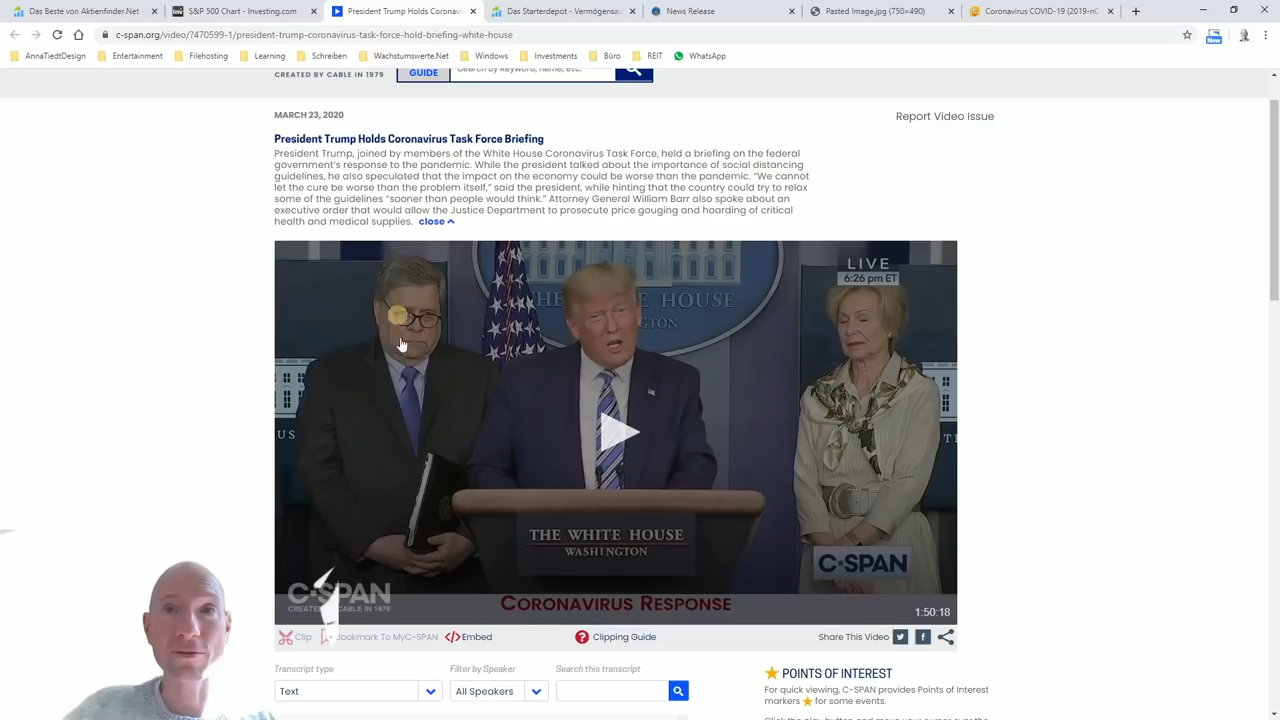 Das Beste von Aktienfinder.Net
S&P 500 Chart - Investing.com
President Trump Holds Coronavi
Das Starterdepot - Vermögensau
News Release
Pasted Image.jpg (750×490)
Coronavirus COVID-19 (2019-nC
c-span.org/video/?470599-1/president-trump-coronavirus-task-force-hold-briefing-white-house
New
AnnaTiedtDesign
Entertainment
Filehosting
Learning
Schreiben
Wachstumswerte.Net
Windows
Investments
Büro
REIT
WhatsApp
CREATED BY CABLE IN 1979
GUIDE
Search by keyword, name, etc.
MARCH 23, 2020
Report Video Issue
President Trump Holds Coronavirus Task Force Briefing
President Trump, joined by members of the White House Coronavirus Task Force, held a briefing on the federal
government's response to the pandemic. While the president talked about the importance of social distancing
guidelines, he also speculated that the impact on the economy could be worse than the pandemic. “We cannot
let the cure be worse than the problem itself,” said the president, while hinting that the country could try to relax
some of the guidelines “sooner than people would think.” Attorney General William Barr also spoke about an
executive order that would allow the Justice Department to prosecute price gouging and hoarding of critical
health and medical supplies. close
LIVE
6:26 pm ET
THE WHITE HOUSE
WASHINGTON
C-SPAN
C-SPAN
CORONAVIRUS RESPONSE
1:50:18
Clip
Bookmark To MyC-SPAN
Embed
Clipping Guide
Share This Video
Transcript type
Filter by Speaker
Search this transcript
Text
All Speakers
POINTS OF INTEREST
For quick viewing, C-SPAN provides Points of Interest
markers for some events.